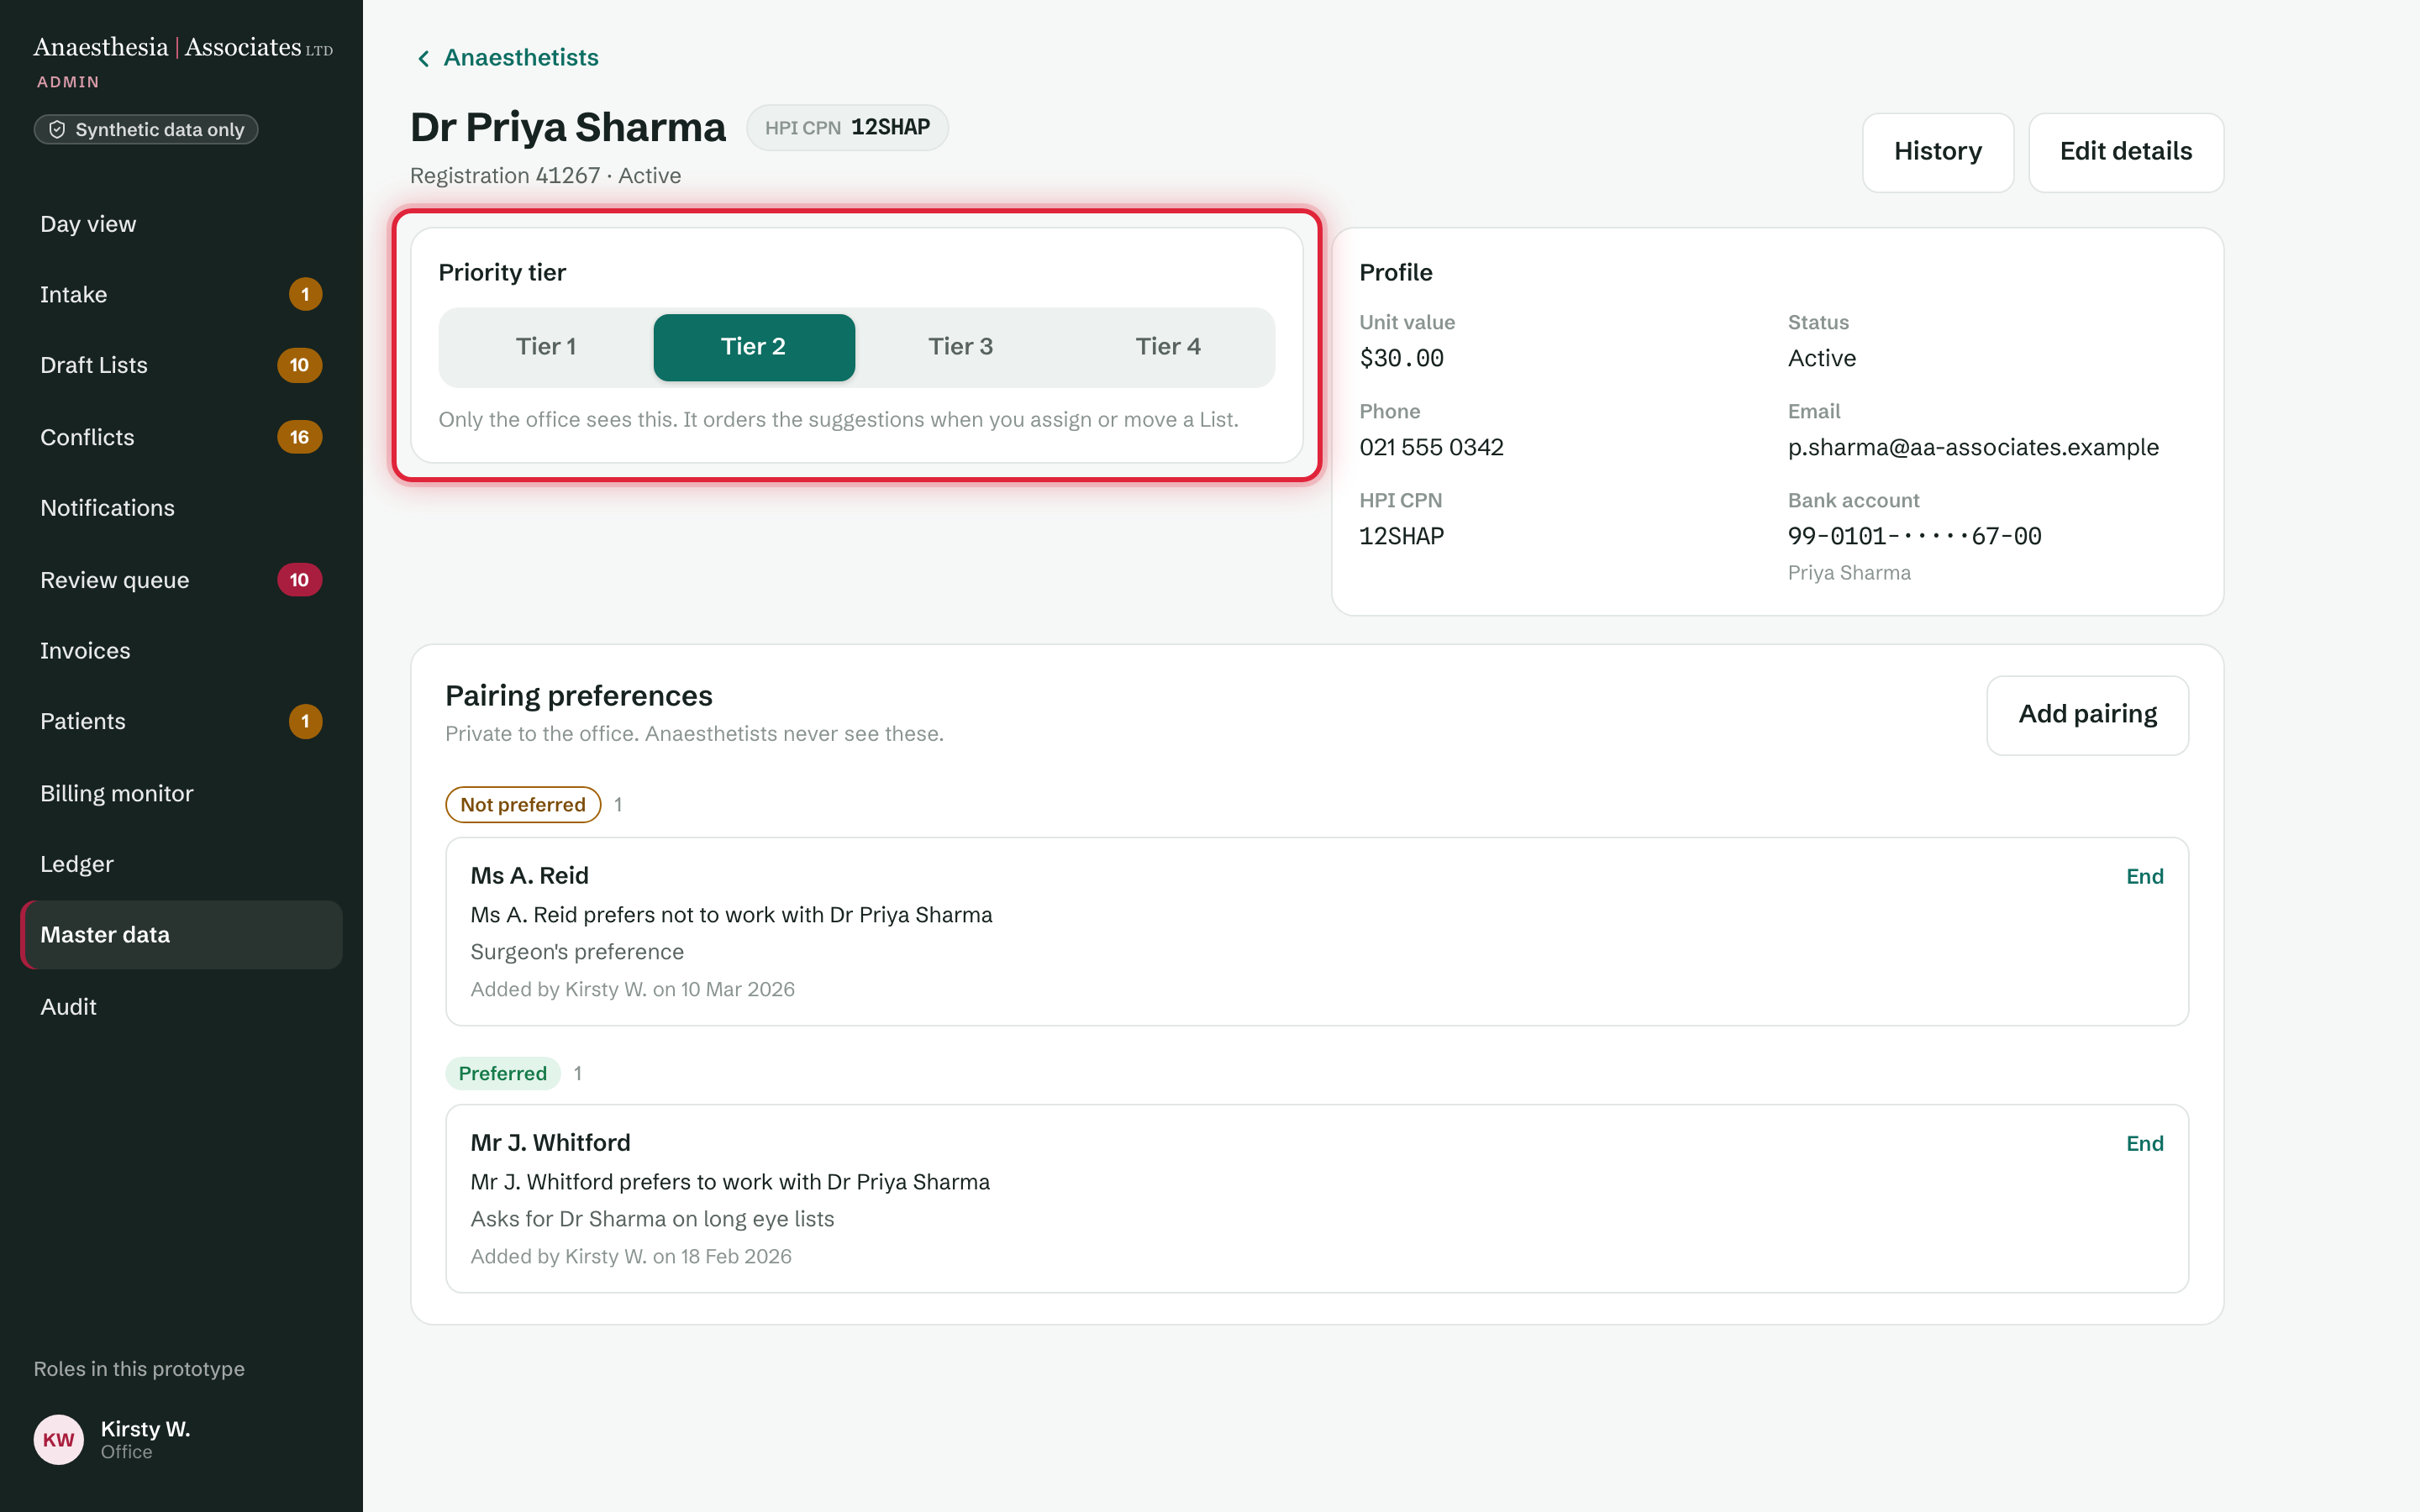 Anaesthesia | Associates LTD
ADMIN
Synthetic data only
Day view
Intake 1
Draft Lists 10
Conflicts 16
Notifications
Review queue 10
Invoices
Patients 1
Billing monitor
Ledger
Master data
Audit
Roles in this prototype
KW
Kirsty W.
Office
Anaesthetists
Dr Priya Sharma HPI CPN 12SHAP
Registration 41267 · Active
History
Edit details
Priority tier
Tier 1 Tier 2 Tier 3 Tier 4
Only the office sees this. It orders the suggestions when you assign or move a List.
Profile
Unit value
$30.00
Status
Active
Phone
021 555 0342
Email
p.sharma@aa-associates.example
HPI CPN
12SHAP
Bank account
99-0101-·····67-00
Priya Sharma
Pairing preferences
Private to the office. Anaesthetists never see these.
Add pairing
Not preferred 1
Ms A. Reid
End
Ms A. Reid prefers not to work with Dr Priya Sharma
Surgeon's preference
Added by Kirsty W. on 10 Mar 2026
Preferred 1
Mr J. Whitford
End
Mr J. Whitford prefers to work with Dr Priya Sharma
Asks for Dr Sharma on long eye lists
Added by Kirsty W. on 18 Feb 2026